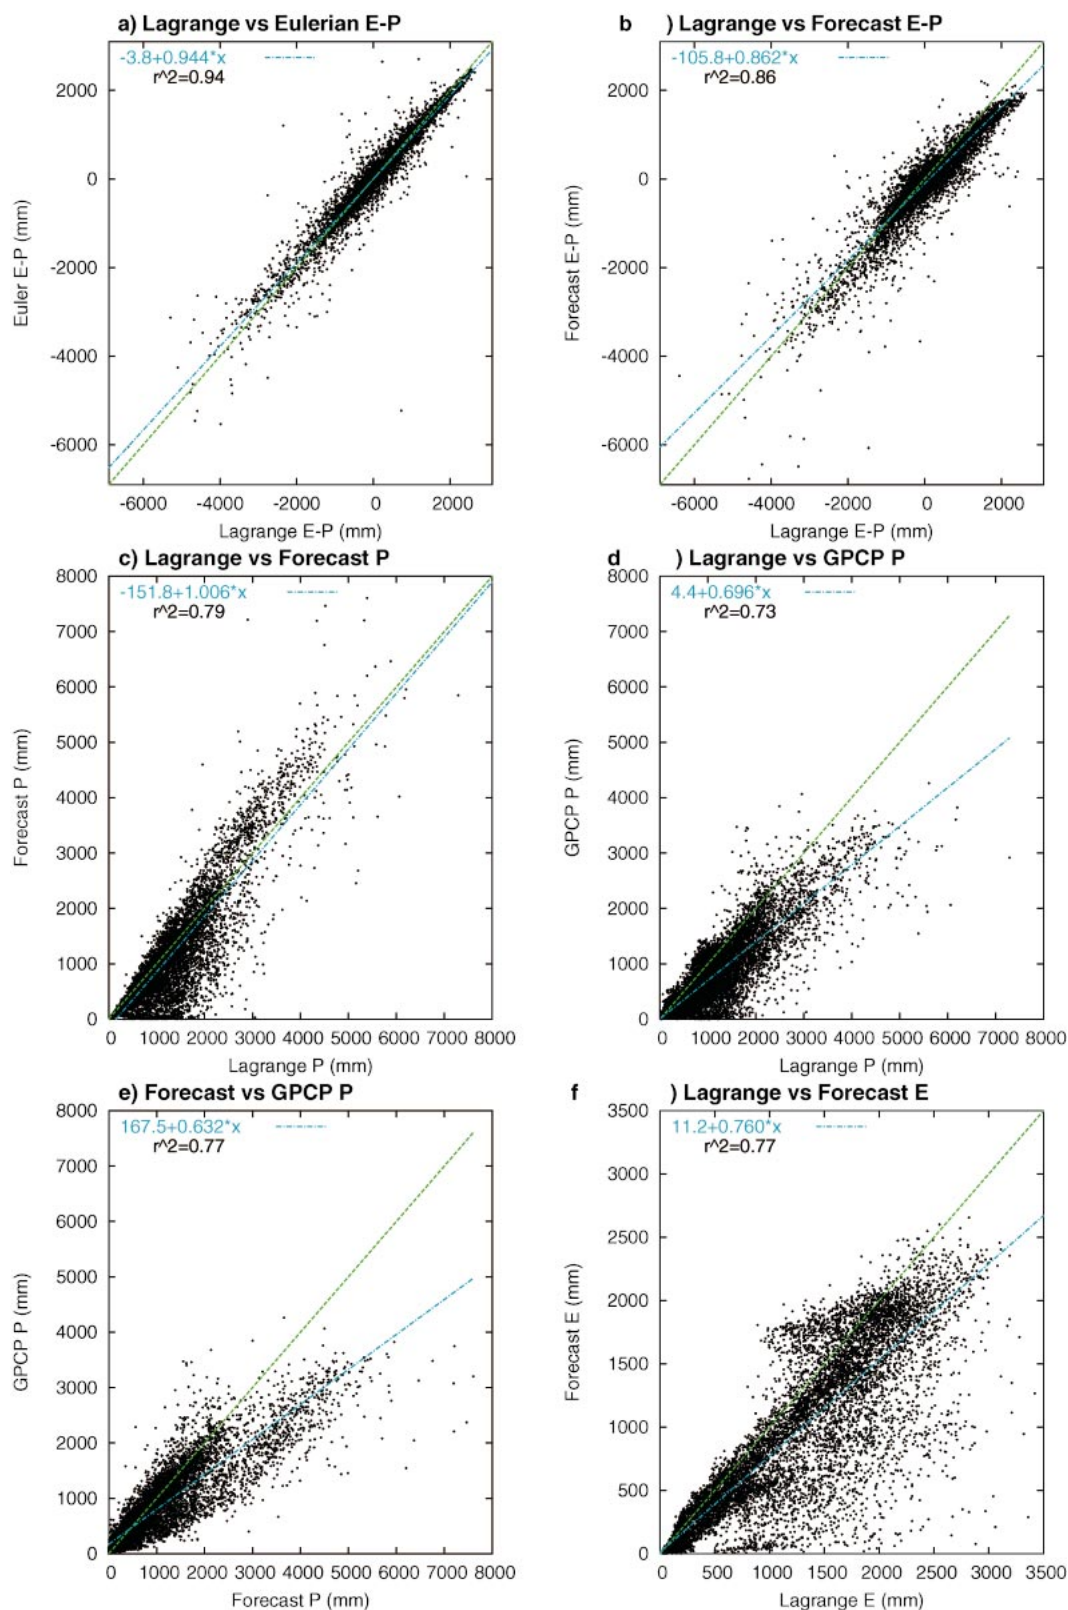 a) Lagrange vs Eulerian E-P
-3.8+0.944*x
r^2=0.94
2000
0
-2000
-4000
-6000
Euler E-P (mm)
-6000 -4000 -2000 0 2000
Lagrange E-P (mm)
b ) Lagrange vs Forecast E-P
-105.8+0.862*x
r^2=0.86
2000
0
-2000
-4000
-6000
Forecast E-P (mm)
-6000 -4000 -2000 0 2000
Lagrange E-P (mm)
c) Lagrange vs Forecast P
-151.8+1.006*x
r^2=0.79
8000
7000
6000
5000
4000
3000
2000
1000
0
Forecast P (mm)
0 1000 2000 3000 4000 5000 6000 7000 8000
Lagrange P (mm)
d ) Lagrange vs GPCP P
4.4+0.696*x
r^2=0.73
8000
7000
6000
5000
4000
3000
2000
1000
0
GPCP P (mm)
0 1000 2000 3000 4000 5000 6000 7000 8000
Lagrange P (mm)
e) Forecast vs GPCP P
167.5+0.632*x
r^2=0.77
8000
7000
6000
5000
4000
3000
2000
1000
0
GPCP P (mm)
0 1000 2000 3000 4000 5000 6000 7000 8000
Forecast P (mm)
f ) Lagrange vs Forecast E
11.2+0.760*x
r^2=0.77
3500
3000
2500
2000
1500
1000
500
0
Forecast E (mm)
0 500 1000 1500 2000 2500 3000 3500
Lagrange E (mm)